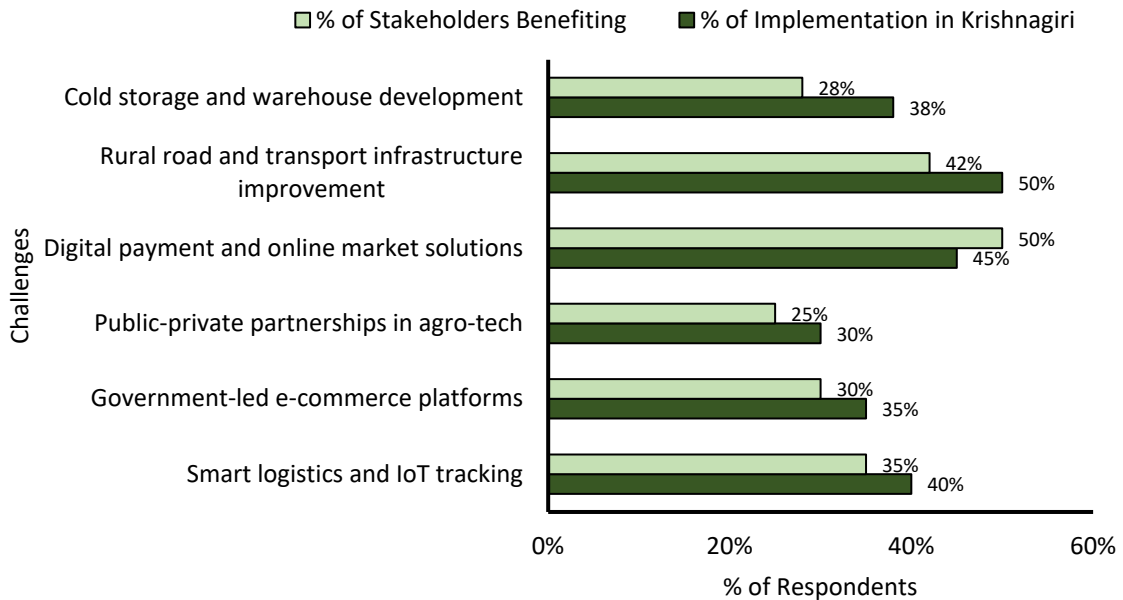 % of Stakeholders Benefiting % of Implementation in Krishnagiri
Cold storage and warehouse development
28%
38%
Rural road and transport infrastructure
improvement
42%
50%
Digital payment and online market solutions
50%
45%
Public-private partnerships in agro-tech
25%
30%
Government-led e-commerce platforms
30%
35%
Smart logistics and IoT tracking
35%
40%
Challenges
0% 20% 40% 60%
% of Respondents